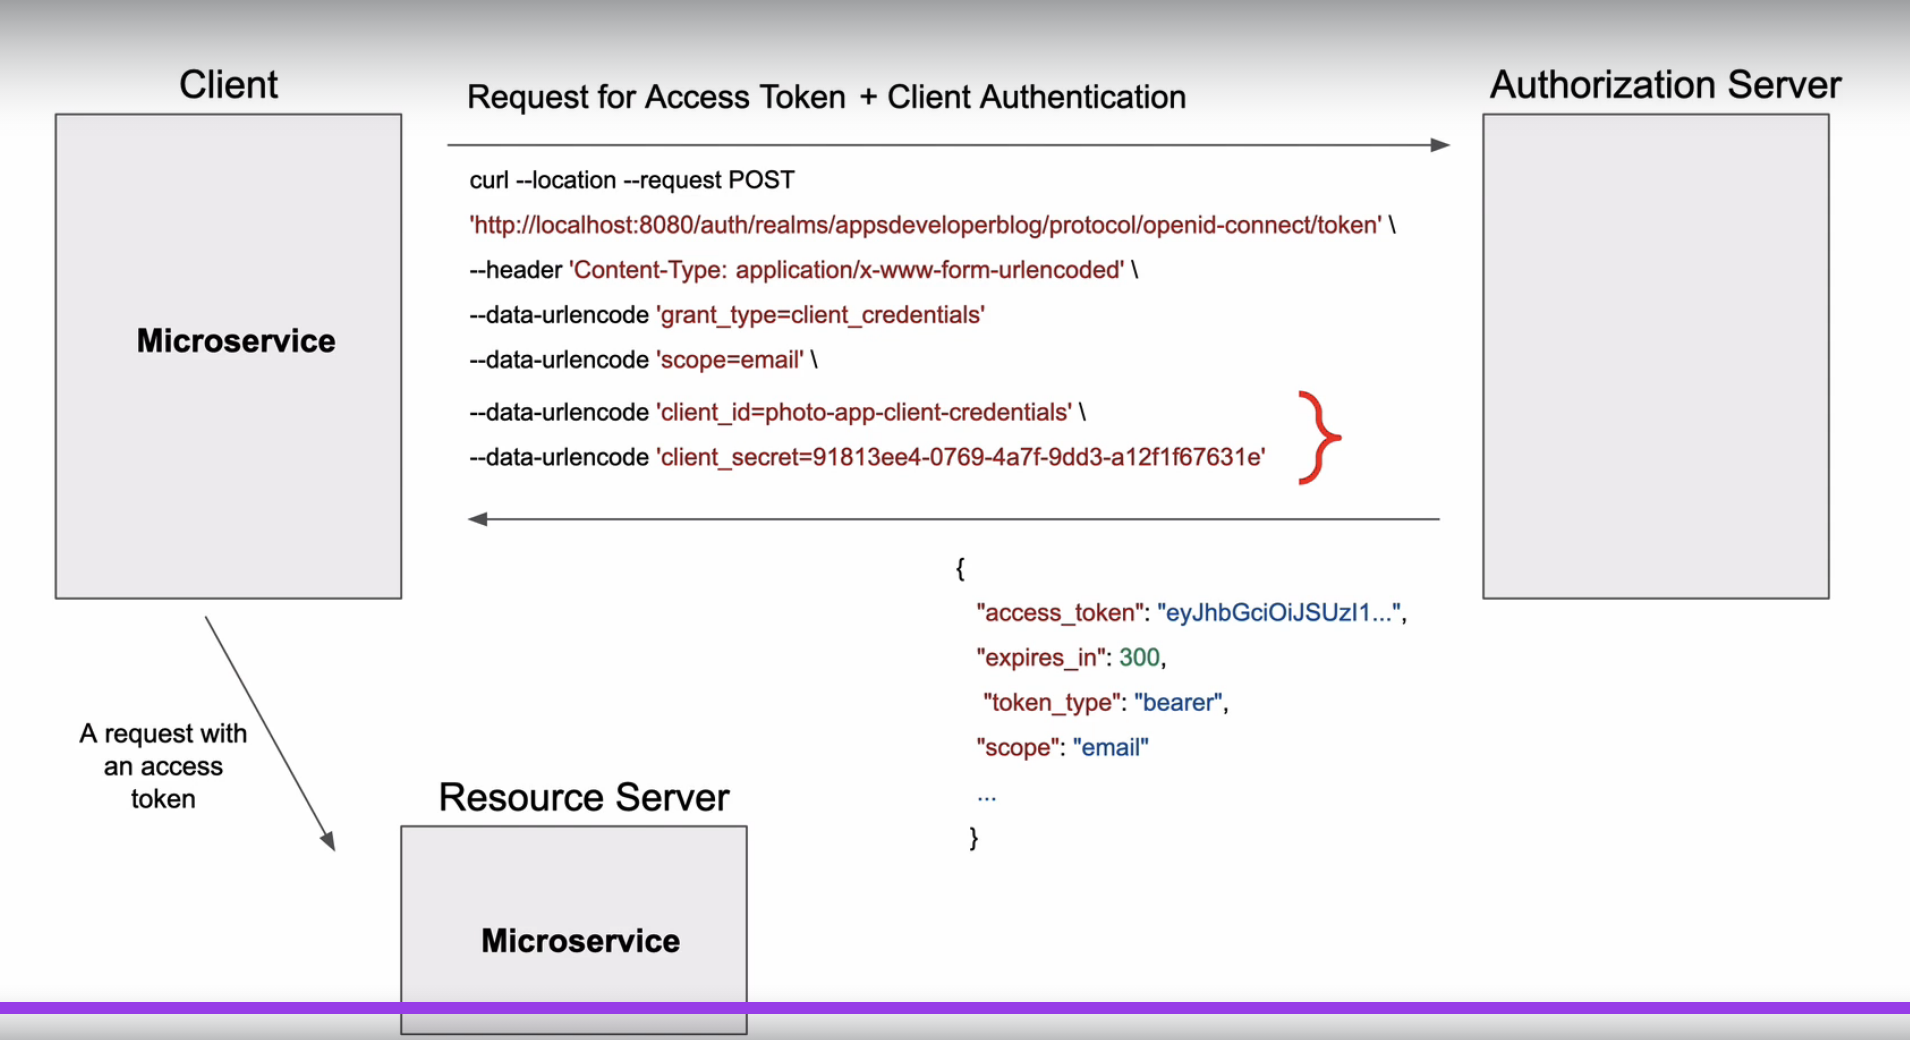 Client
Request for Access Token + Client Authentication
Authorization Server
curl --location --request POST
'http://localhost:8080/auth/realms/appsdeveloperblog/protocol/openid-connect/token' \
--header 'Content-Type: application/x-www-form-urlencoded' \
--data-urlencode 'grant_type=client_credentials'
--data-urlencode 'scope=email' \
--data-urlencode 'client_id=photo-app-client-credentials' \
--data-urlencode 'client_secret=91813ee4-0769-4a7f-9dd3-a12f1f67631e'
Microservice
{
"access_token": "eyJhbGciOiJSUzI1...",
"expires_in": 300,
"token_type": "bearer",
"scope": "email"
...
}
A request with
an access
token
Resource Server
Microservice